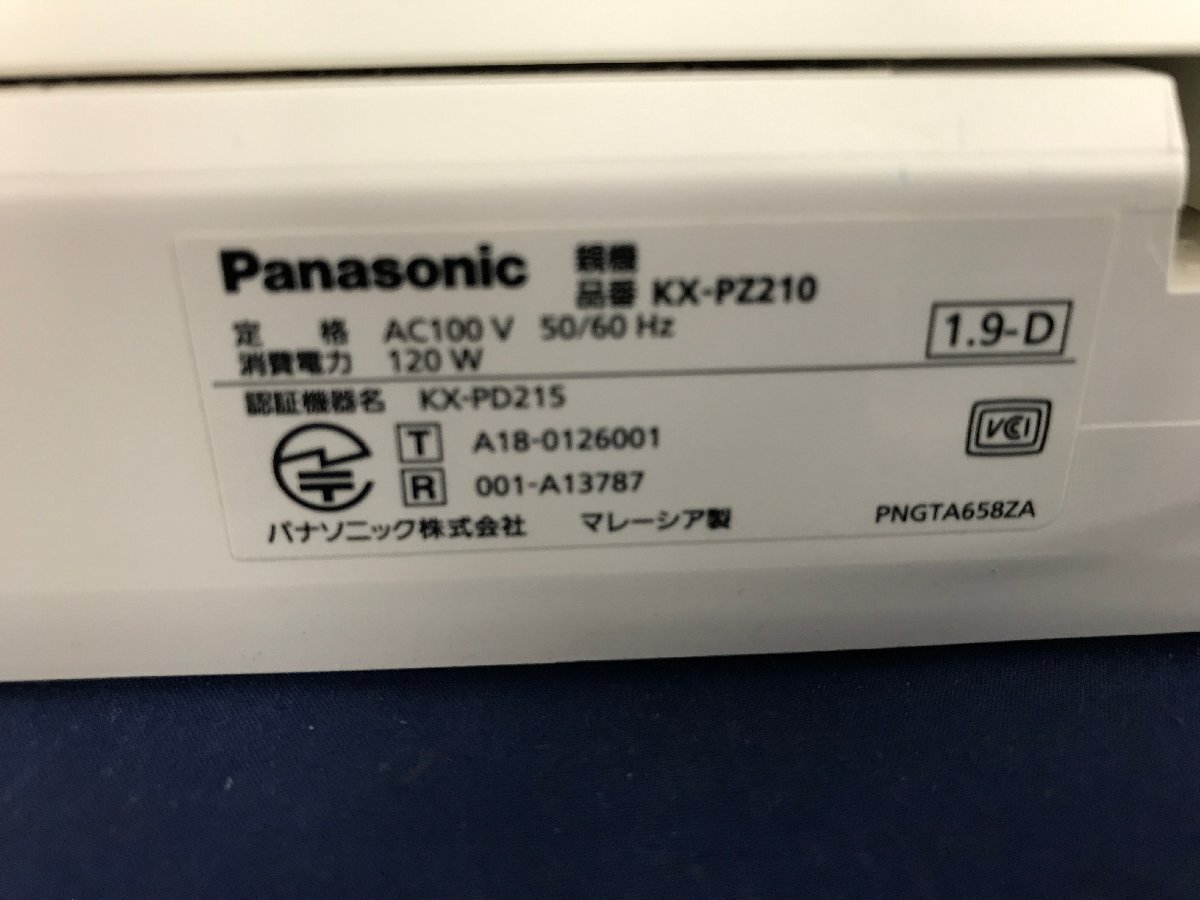 Panasonic 親機
品番 KX-PZ210
定 格 AC100 V 50/60 Hz
消費電力 120 W
1.9-D
認証機器名 KX-PD215
T A18-0126001
R 001-A13787
VCCI
パナソニック株式会社 マレーシア製
PNGTA658ZA